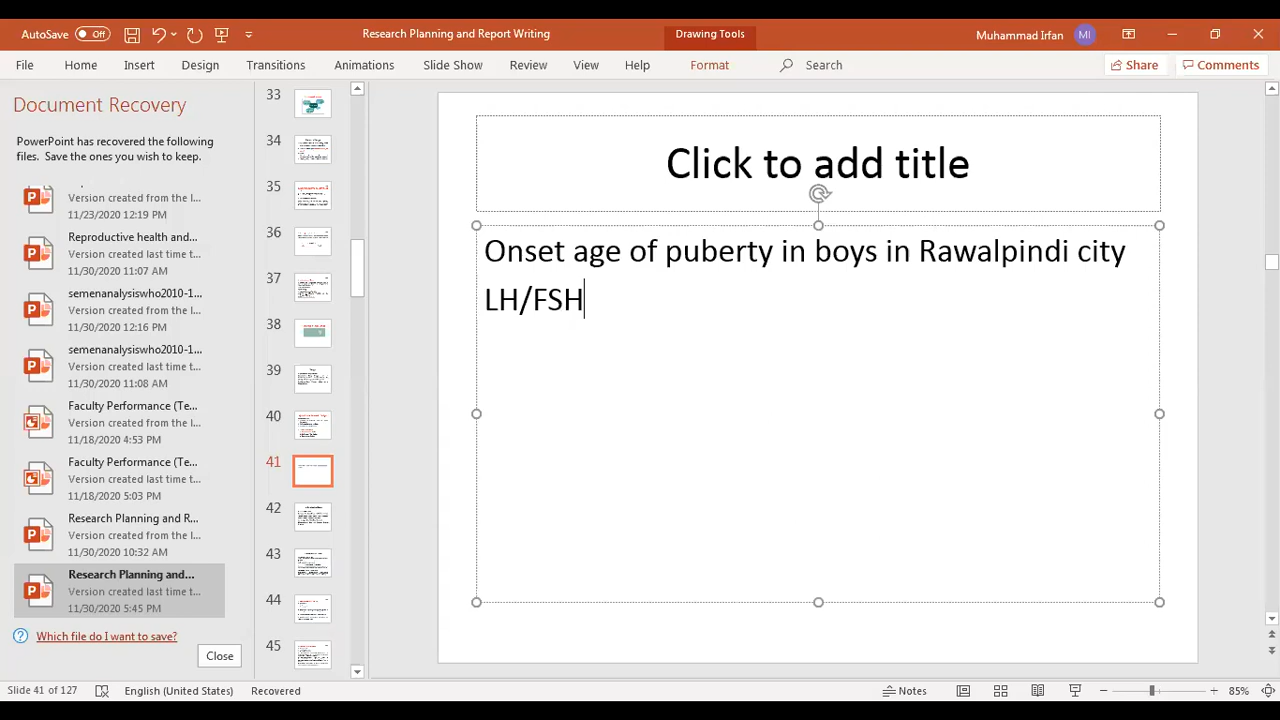 AutoSave Off
Research Planning and Report Writing
Drawing Tools
Muhammad Irfan MI
File Home Insert Design Transitions Animations Slide Show Review View Help Format Search Share Comments
Document Recovery
PowerPoint has recovered the following
files. Save the ones you wish to keep.
Version created from the l...
11/23/2020 12:19 PM
Reproductive health and...
Version created from the l...
11/30/2020 11:07 AM
semenanalysiswho2010-1...
Version created from the l...
11/30/2020 12:16 PM
semenanalysiswho2010-1...
Version created last time t...
11/30/2020 11:08 AM
Faculty Performance (Te...
Version created last time t...
11/18/2020 4:53 PM
Faculty Performance (Te...
Version created last time t...
11/18/2020 5:03 PM
Research Planning and R...
Version created from the l...
11/30/2020 10:32 AM
Research Planning and...
Version created last time t...
11/30/2020 5:45 PM
Which file do I want to save?
Close
33
34
35
36
37
38
39
40
41
42
43
44
45
Click to add title
Onset age of puberty in boys in Rawalpindi city
LH/FSH
Slide 41 of 127
English (United States)
Recovered
Notes
85%